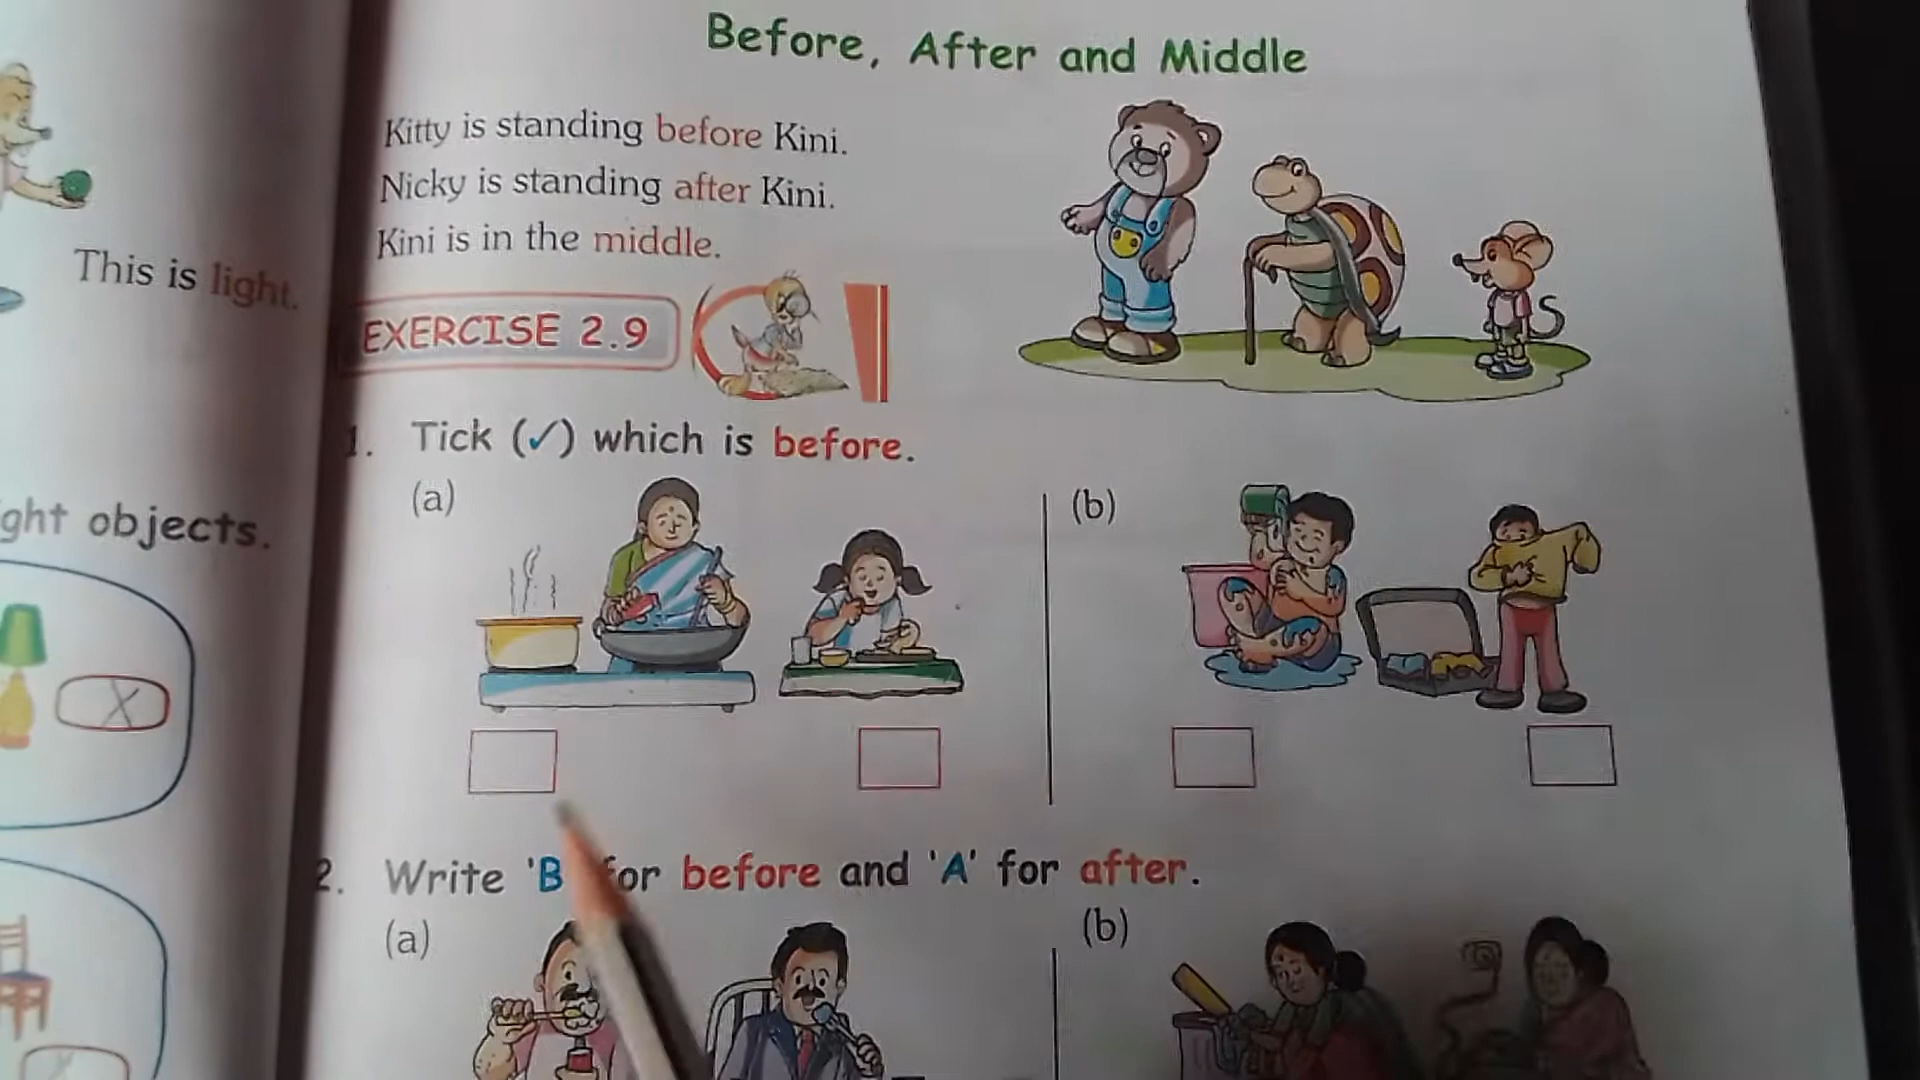 Before, After and Middle
Kitty is standing before Kini.
Nicky is standing after Kini.
Kini is in the middle.
This is light.
EXERCISE 2.9
1. Tick (✓) which is before.
(a)
(b)
ght objects.
2. Write 'B for before and 'A' for after.
(a)
(b)